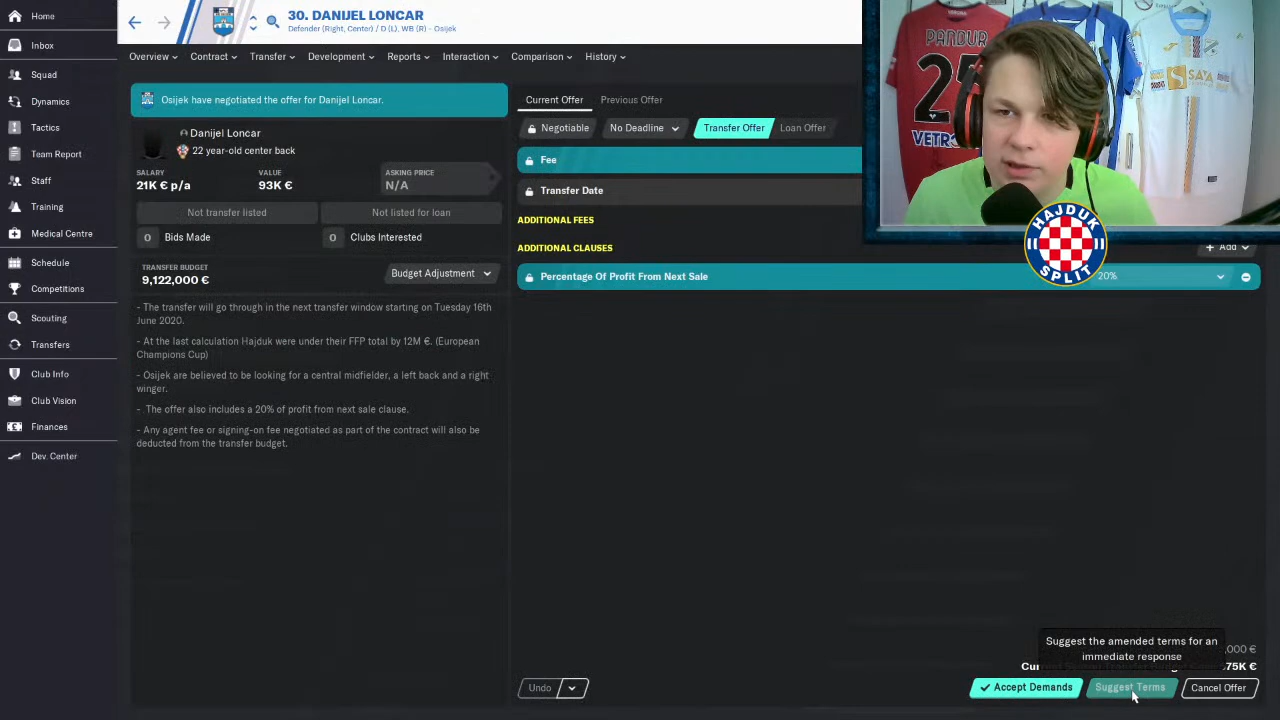 Home
Inbox
Squad
Dynamics
Tactics
Team Report
Staff
Training
Medical Centre
Schedule
Competitions
Scouting
Transfers
Club Info
Club Vision
Finances
Dev. Center
30. DANIJEL LONCAR
Defender (Right, Center) / D (L), WB (R) - Osijek
Overview
Contract
Transfer
Development
Reports
Interaction
Comparison
History
Osijek have negotiated the offer for Danijel Loncar.
Danijel Loncar
22 year-old center back
SALARY
21K € p/a
VALUE
93K €
ASKING PRICE
N/A
Not transfer listed
Not listed for loan
0 Bids Made
0 Clubs Interested
TRANSFER BUDGET
9,122,000 €
Budget Adjustment
- The transfer will go through in the next transfer window starting on Tuesday 16th
June 2020.
- At the last calculation Hajduk were under their FFP total by 12M €. (European
Champions Cup)
- Osijek are believed to be looking for a central midfielder, a left back and a right
winger.
- The offer also includes a 20% of profit from next sale clause.
- Any agent fee or signing-on fee negotiated as part of the contract will also be
deducted from the transfer budget.
Current Offer
Previous Offer
Negotiable
No Deadline
Transfer Offer
Loan Offer
Fee
Transfer Date
ADDITIONAL FEES
ADDITIONAL CLAUSES
+ Add
Percentage Of Profit From Next Sale
20%
PANDUR
25
VETRO
SAŽA
HAJDUK
SPLIT
Suggest the amended terms for an
immediate response
,000 €
75K €
Undo
Accept Demands
Suggest Terms
Cancel Offer